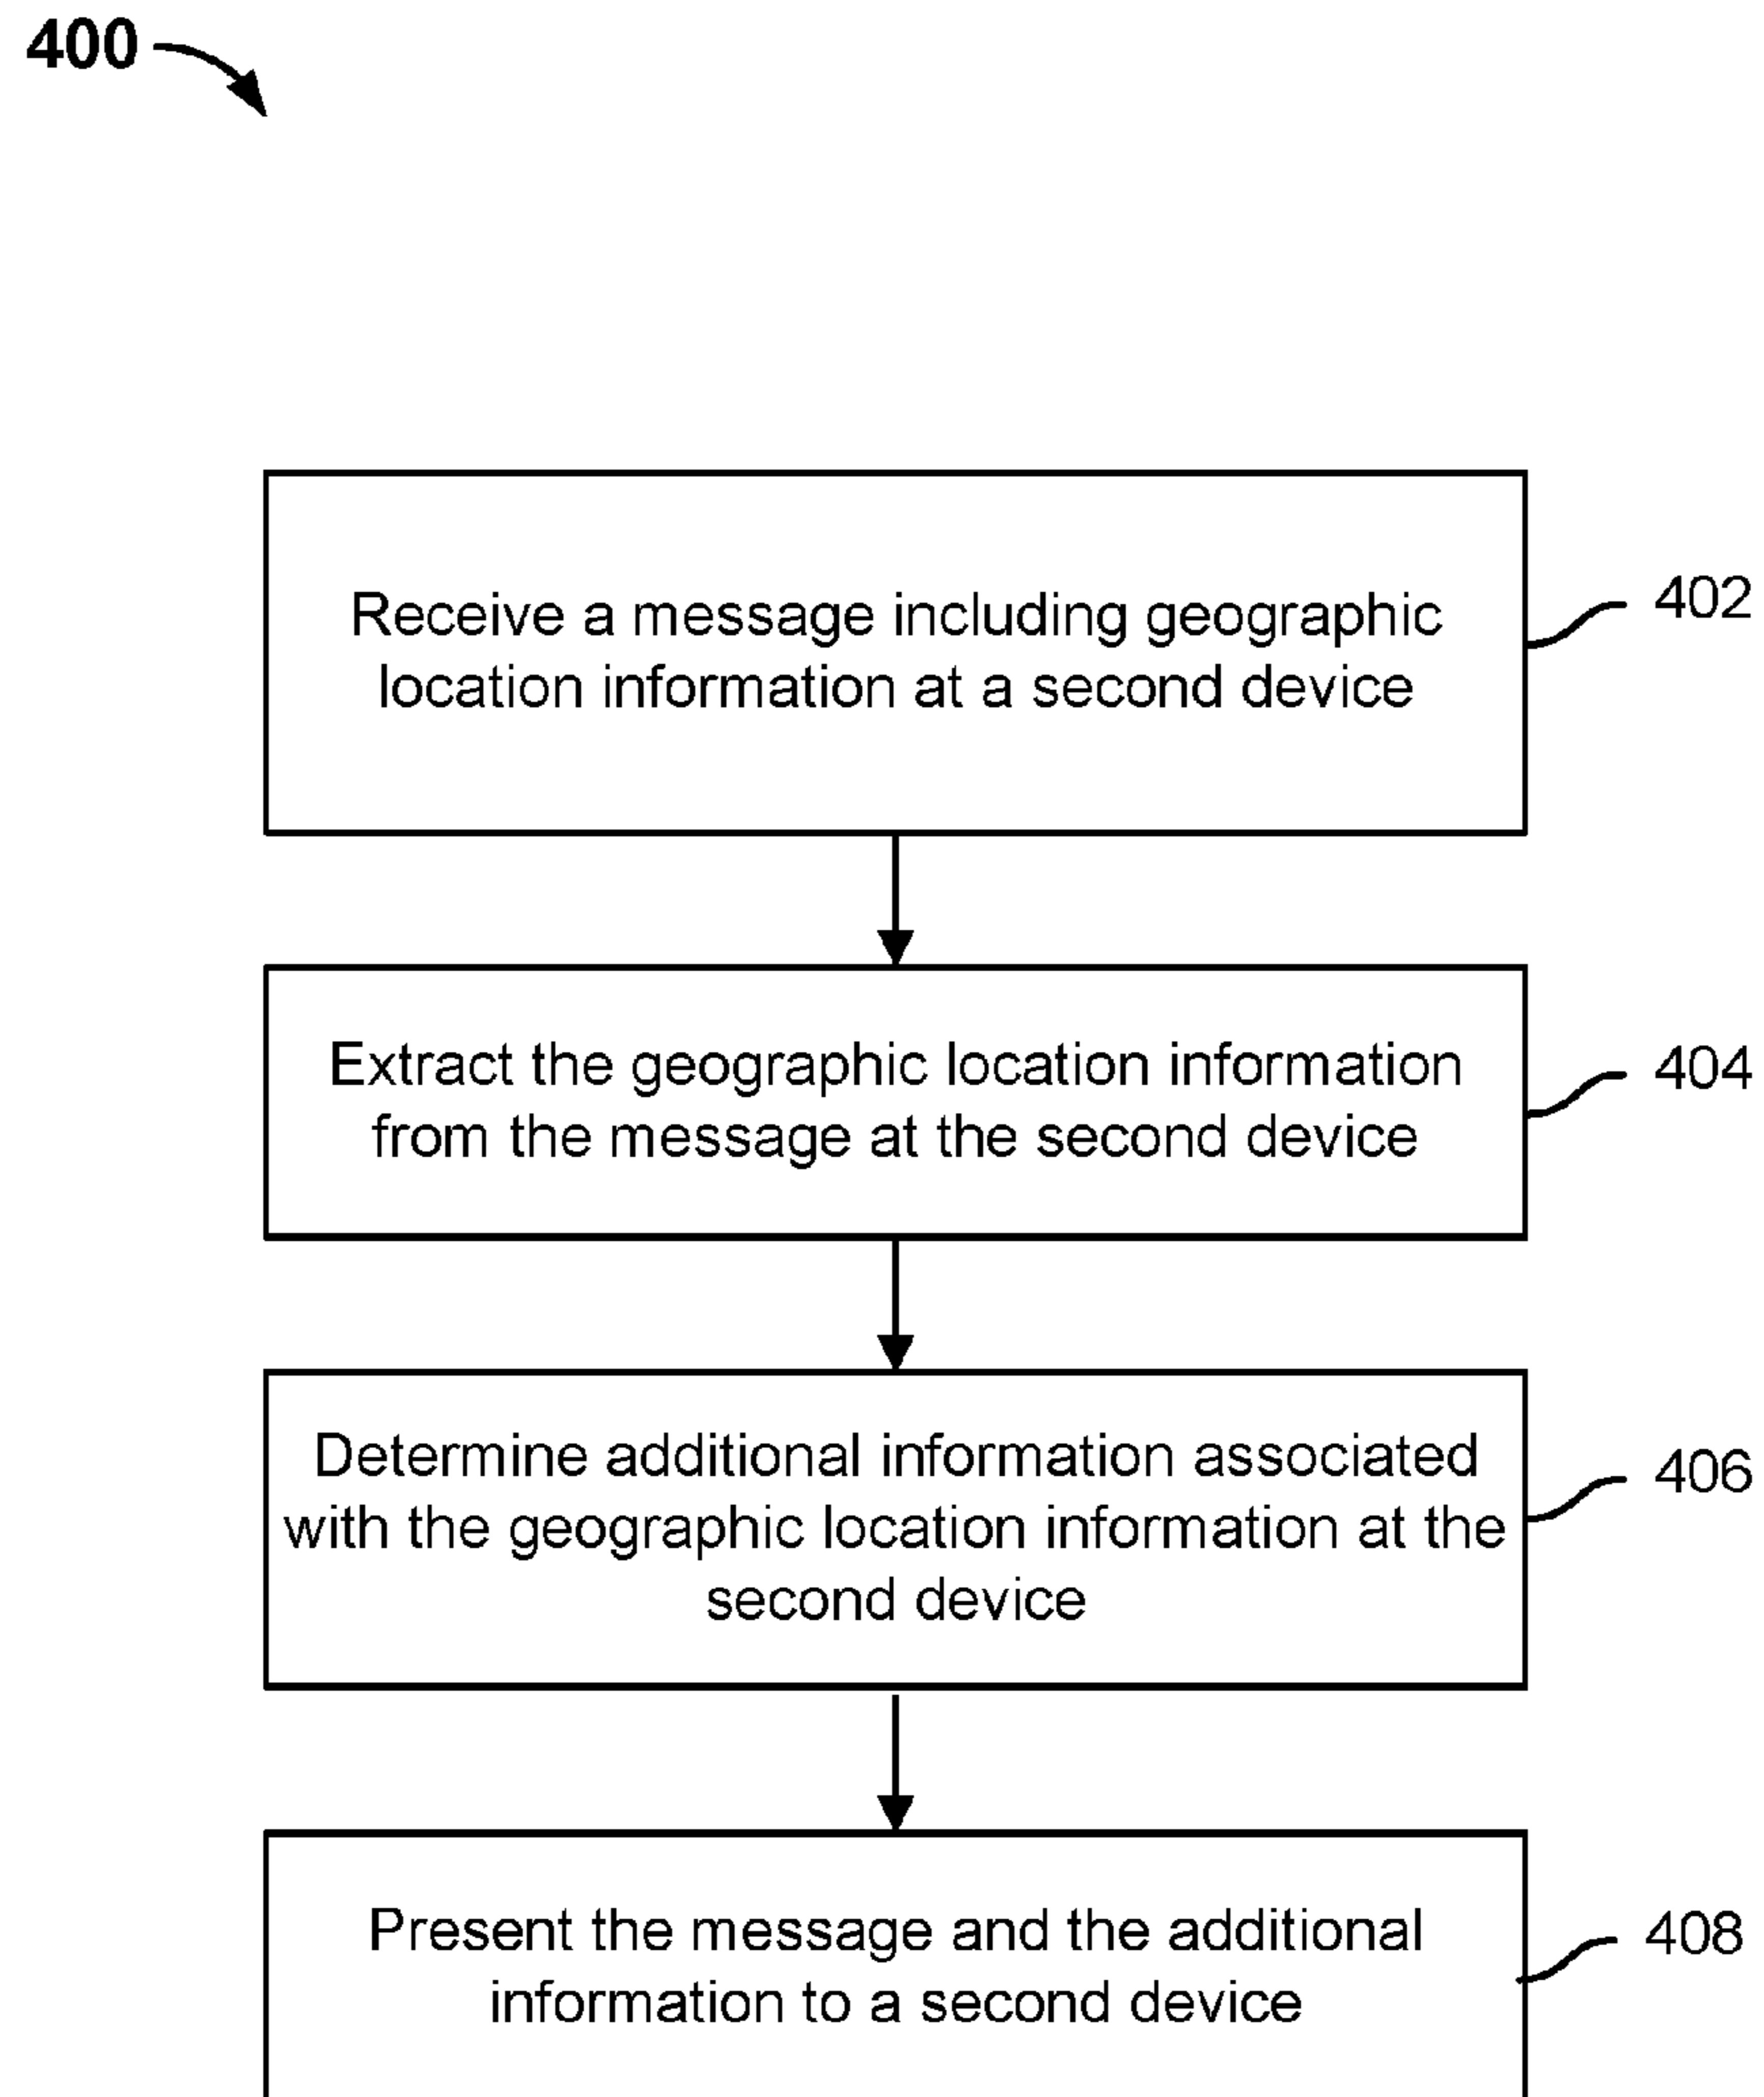 400
Receive a message including geographic
location information at a second device
402
Extract the geographic location information
from the message at the second device
404
Determine additional information associated
with the geographic location information at the
second device
406
Present the message and the additional
information to a second device
408